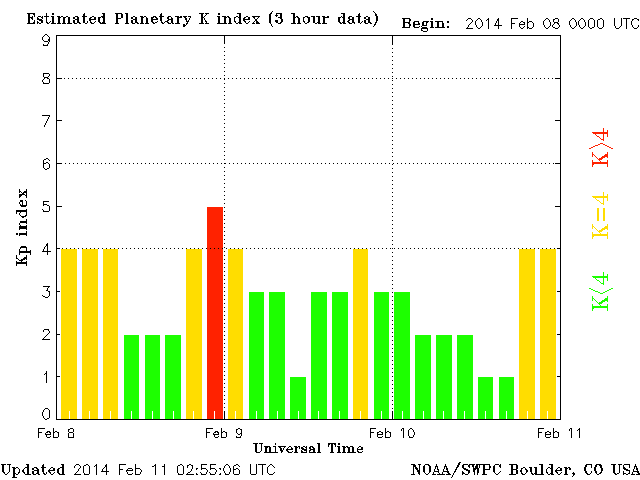 Estimated Planetary K index (3 hour data) Begin: 2014 Feb 08 0000 UTC
9
8
7
6
5
4
3
2
1
0
Kp index
K>4
K=4
K<4
Feb 8 Feb 9 Feb 10 Feb 11
Universal Time
Updated 2014 Feb 11 02:55:06 UTC NOAA/SWPC Boulder, CO USA